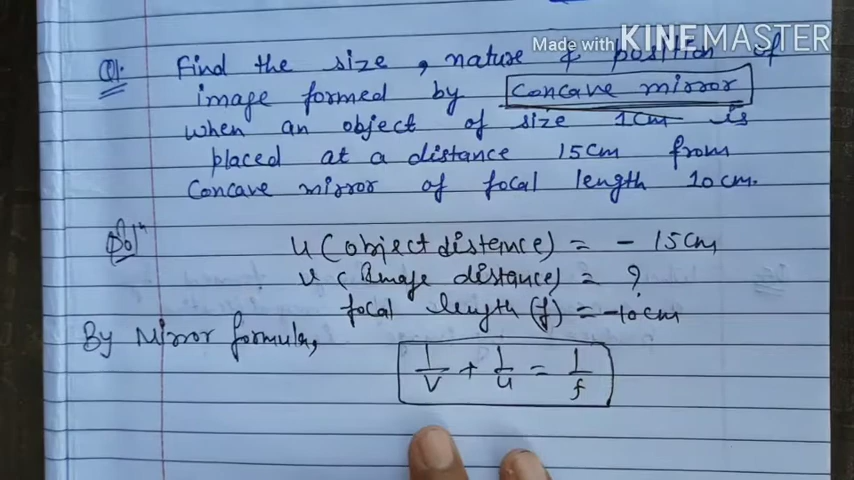 Made with KINEMASTER
Q1. Find the size, nature & position of
image formed by Concave mirror
when an object of size 1cm is
placed at a distance 15cm from
Concave mirror of focal length 10cm.
Solⁿ
u (object distance) = - 15cm
v (Image distance) = ?
focal length (f) = -10cm
By Mirror formula,
1/v + 1/u = 1/f